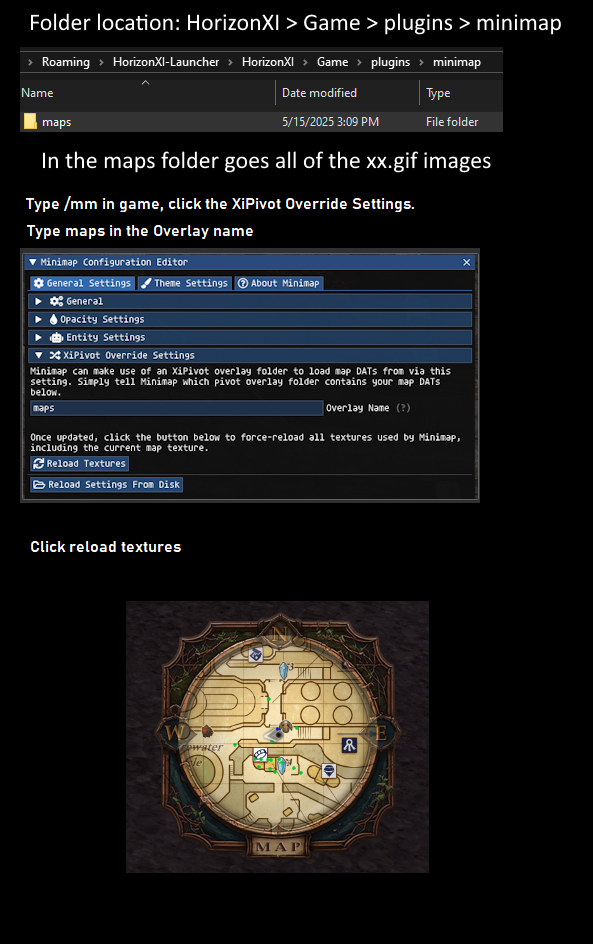 Folder location: HorizonXI > Game > plugins > minimap
› Roaming › HorizonXI-Launcher › HorizonXI › Game › plugins › minimap
Name Date modified Type
maps 5/15/2025 3:09 PM File folder
In the maps folder goes all of the xx.gif images
Type /mm in game, click the XiPivot Override Settings.
Type maps in the Overlay name
Minimap Configuration Editor
General Settings Theme Settings About Minimap
General
Opacity Settings
Entity Settings
XiPivot Override Settings
Minimap can make use of an XiPivot overlay folder to load map DATs from via this
setting. Simply tell Minimap which pivot overlay folder contains your map DATs
below.
maps Overlay Name (?)
Once updated, click the button below to force-reload all textures used by Minimap,
including the current map texture.
Reload Textures
Reload Settings From Disk
Click reload textures
N
W E
MAP